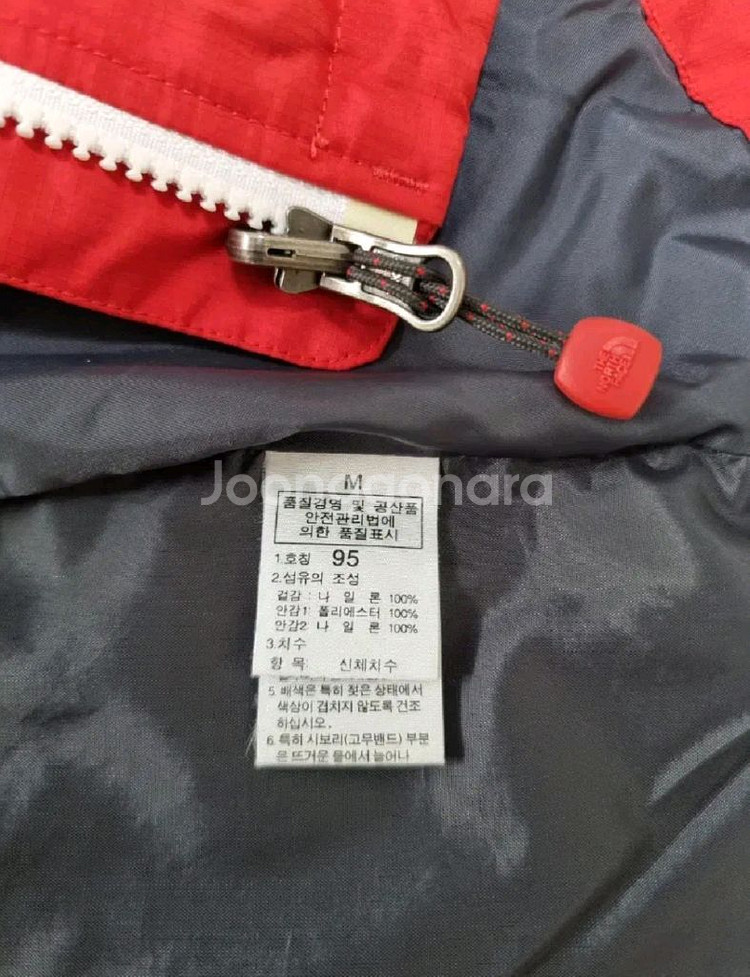 THE
NORTH
FACE
M
Joonggonara
품질경영 및 공산품
안전관리법에
의한 품질표시
1.호칭 95
2.섬유의 조성
겉감 : 나 일 론 100%
안감1: 폴리에스터 100%
안감2: 나 일 론 100%
3.치수
항 목: 신체치수
5. 배색은 특히 젖은 상태에서
색상이 겹치지 않도록 건조
하십시오.
6. 특히 시보리(고무밴드) 부분
은 뜨거운 물에서 늘어나